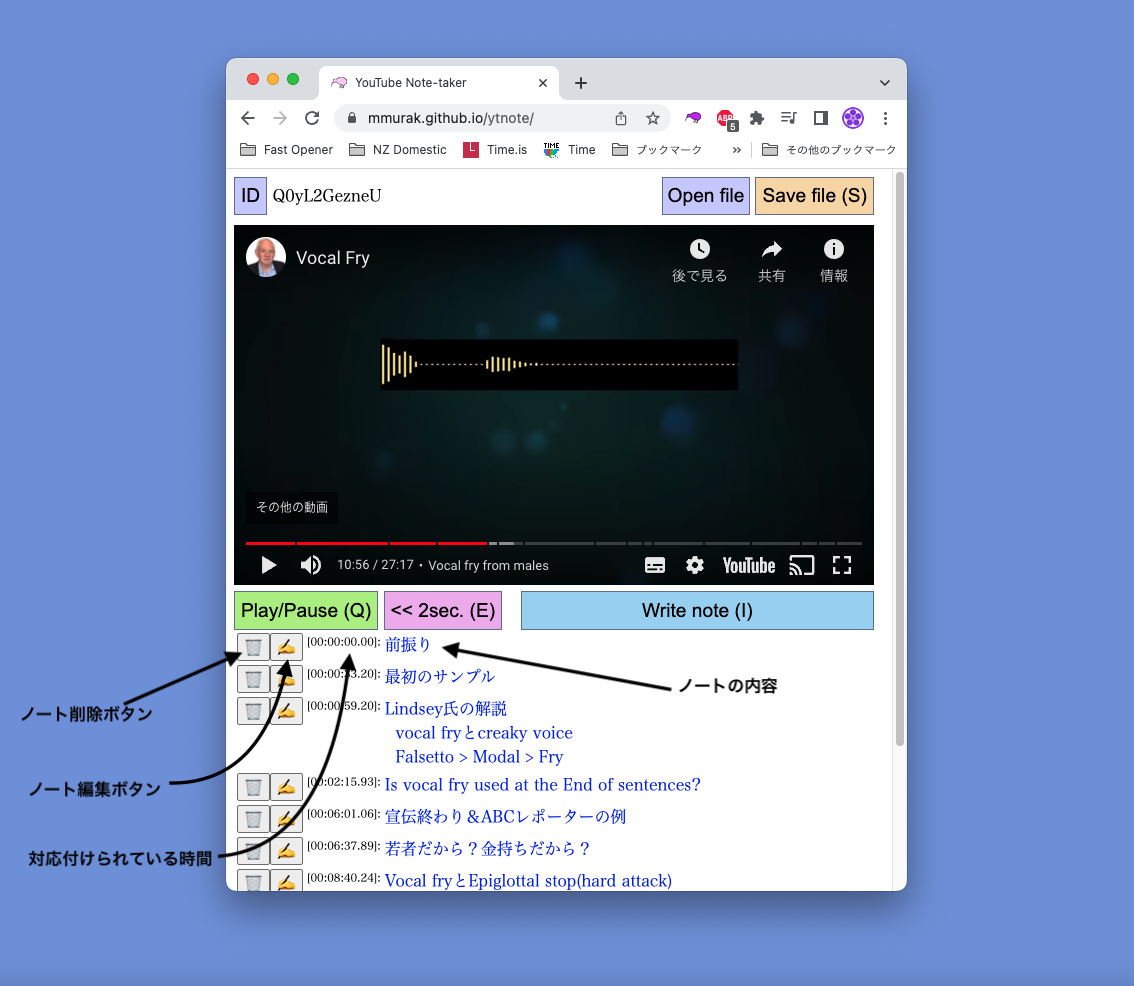 YouTube Note-taker
mmurak.github.io/ytnote/
ABP
5
Fast Opener
NZ Domestic
Time.is
TIME
Time
ブックマーク
»
その他のブックマーク
ID
Q0yL2GezneU
Open file
Save file (S)
Vocal Fry
後で見る
共有
情報
その他の動画
10:56 / 27:17 • Vocal fry from males
YouTube
Play/Pause (Q)
<< 2sec. (E)
Write note (I)
[00:00:00.00]: 前振り
[00:00:33.20]: 最初のサンプル
[00:00:59.20]: Lindsey氏の解説
vocal fryとcreaky voice
Falsetto > Modal > Fry
[00:02:15.93]: Is vocal fry used at the End of sentences?
[00:06:01.06]: 宣伝終わり＆ABCレポーターの例
[00:06:37.89]: 若者だから？金持ちだから？
[00:08:40.24]: Vocal fryとEpiglottal stop(hard attack)
ノートの内容
ノート削除ボタン
ノート編集ボタン
対応付けられている時間